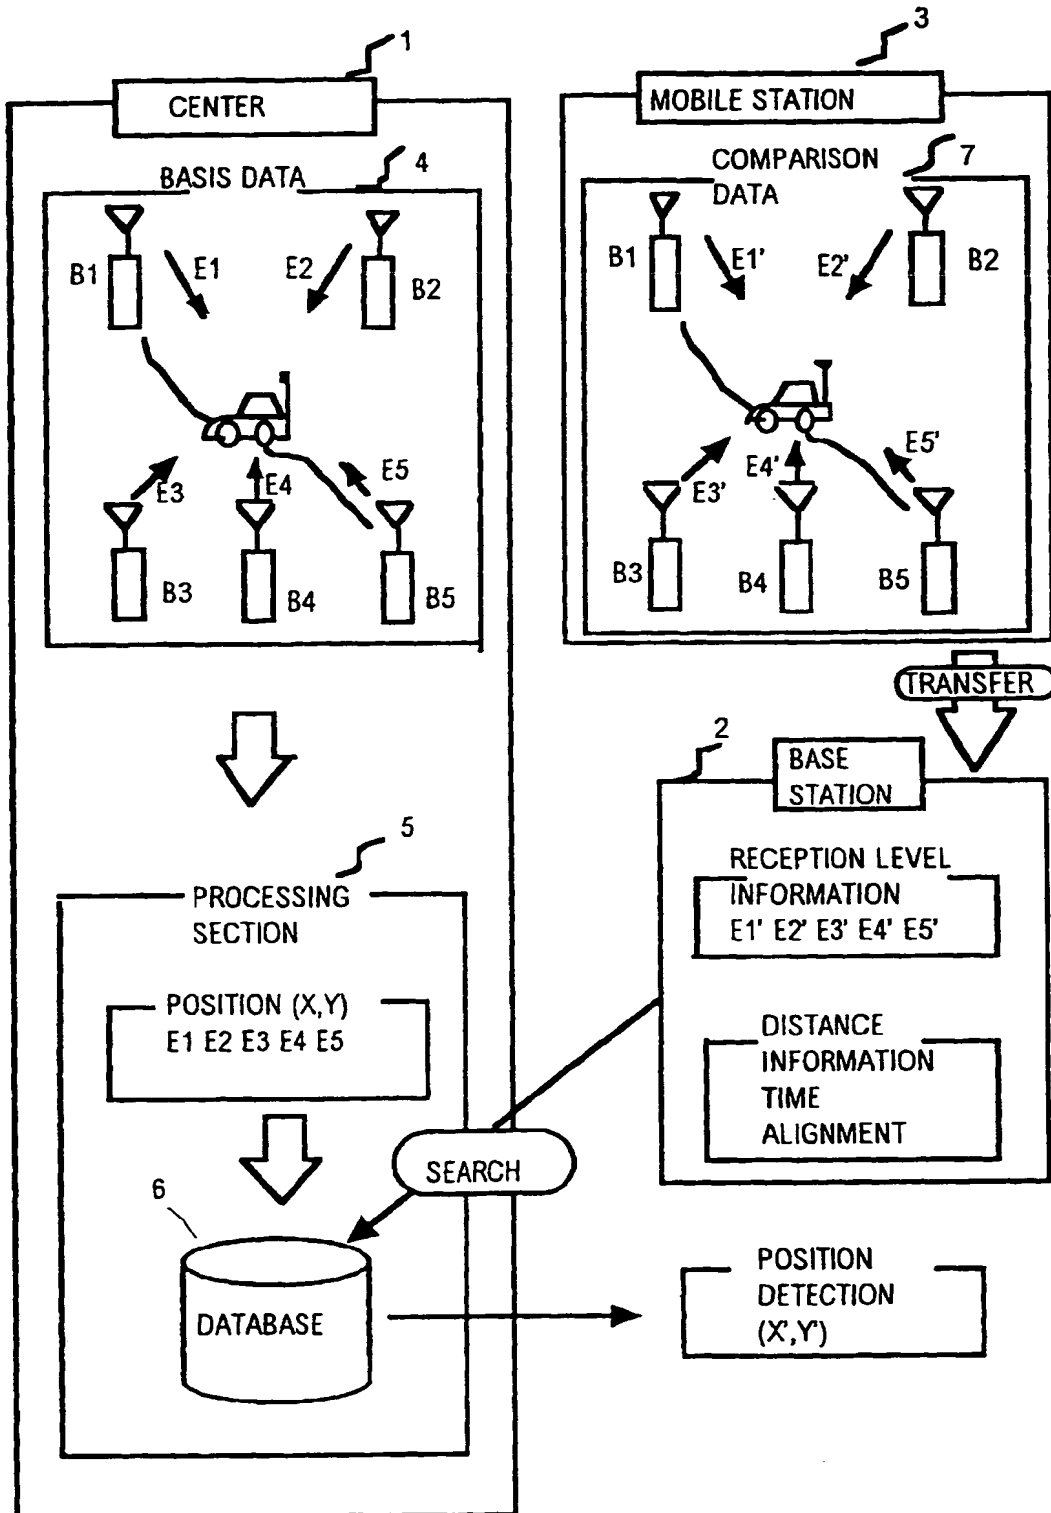 1
CENTER
BASIS DATA
4
B1
E1
E2
B2
E3
E4
E5
B3
B4
B5
5
PROCESSING
SECTION
POSITION (X,Y)
E1 E2 E3 E4 E5
SEARCH
6
DATABASE
3
MOBILE STATION
COMPARISON
DATA
7
B1
E1'
E2'
B2
E3'
E4'
E5'
B3
B4
B5
TRANSFER
2
BASE
STATION
RECEPTION LEVEL
INFORMATION
E1' E2' E3' E4' E5'
DISTANCE
INFORMATION
TIME
ALIGNMENT
POSITION
DETECTION
(X',Y')